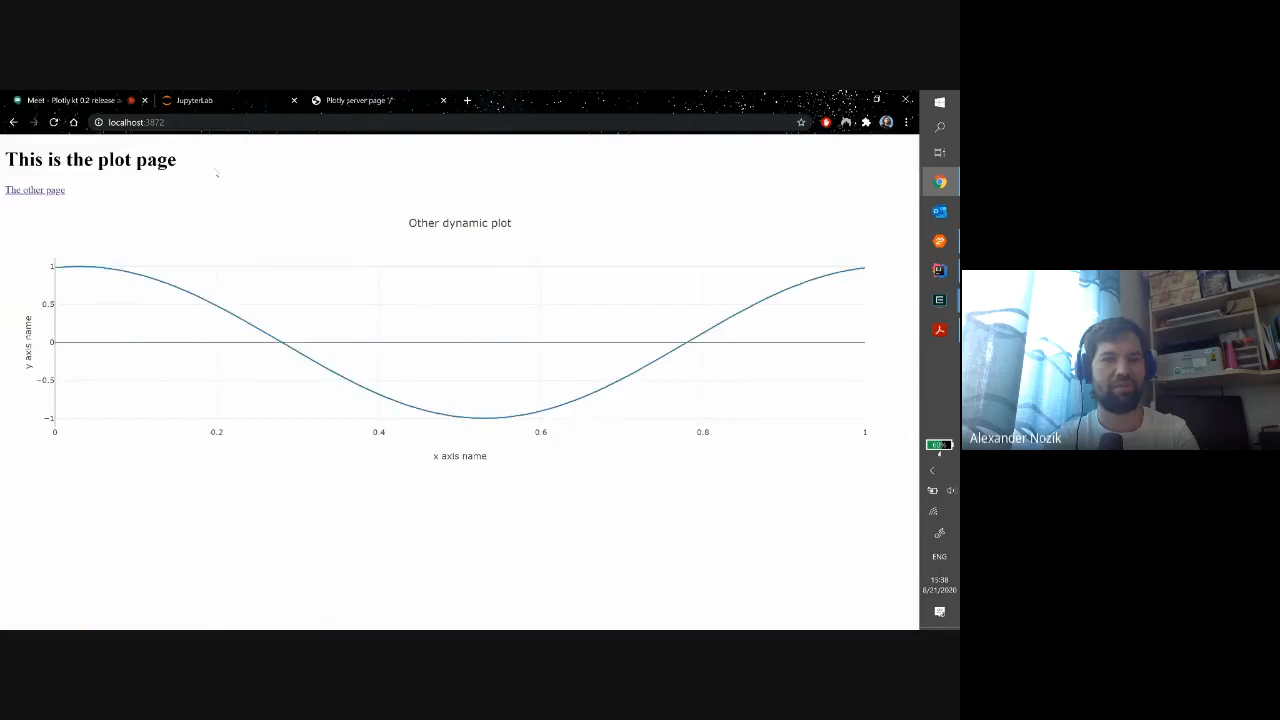 Meet - Plotly kt 0.2 release a
JupyterLab
Plotly server page '/'
localhost:3872
This is the plot page
The other page
Other dynamic plot
1
0.5
0
−0.5
−1
y axis name
0 0.2 0.4 0.6 0.8 1
x axis name
60%
ENG
15:38
8/21/2020
Alexander Nozik